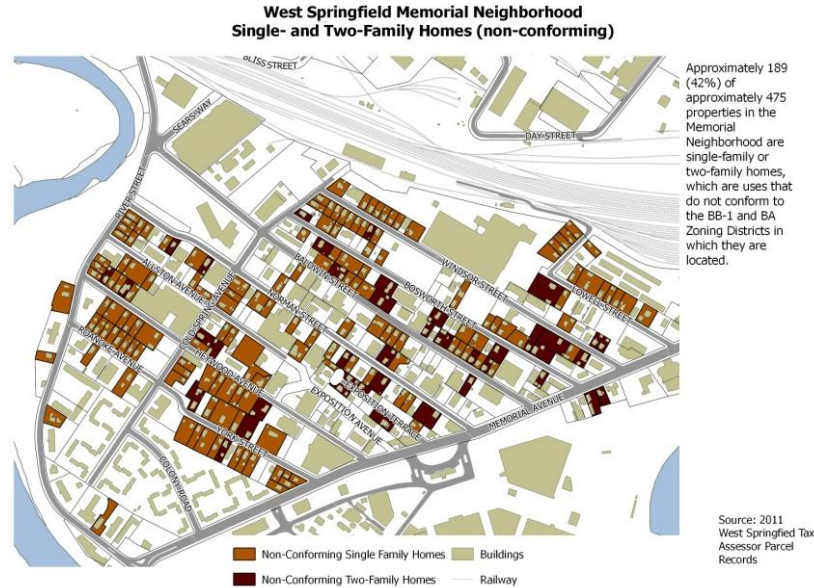 West Springfield Memorial Neighborhood
Single- and Two-Family Homes (non-conforming)
BLISS STREET
SEARS WAY
DAY STREET
RIVER STREET
Approximately 189
(42%) of
approximately 475
properties in the
Memorial
Neighborhood are
single-family or
two-family homes,
which are uses that
do not conform to
the BB-1 and BA
Zoning Districts in
which they are
located.
WINDSOR STREET
BALDWIN STREET
BOSWORTH STREET
LOWELL STREET
ALLSTON AVENUE
COLD SPRING AVENUE
NORMAN STREET
ROANOKE AVENUE
HEYWOOD AVENUE
EXPOSITION TERRACE
EXPOSITION AVENUE
MEMORIAL AVENUE
YORK STREET
COLONY ROAD
Non-Conforming Single Family Homes
Buildings
Non-Conforming Two-Family Homes
Railway
Source: 2011
West Springfied Tax
Assessor Parcel
Records